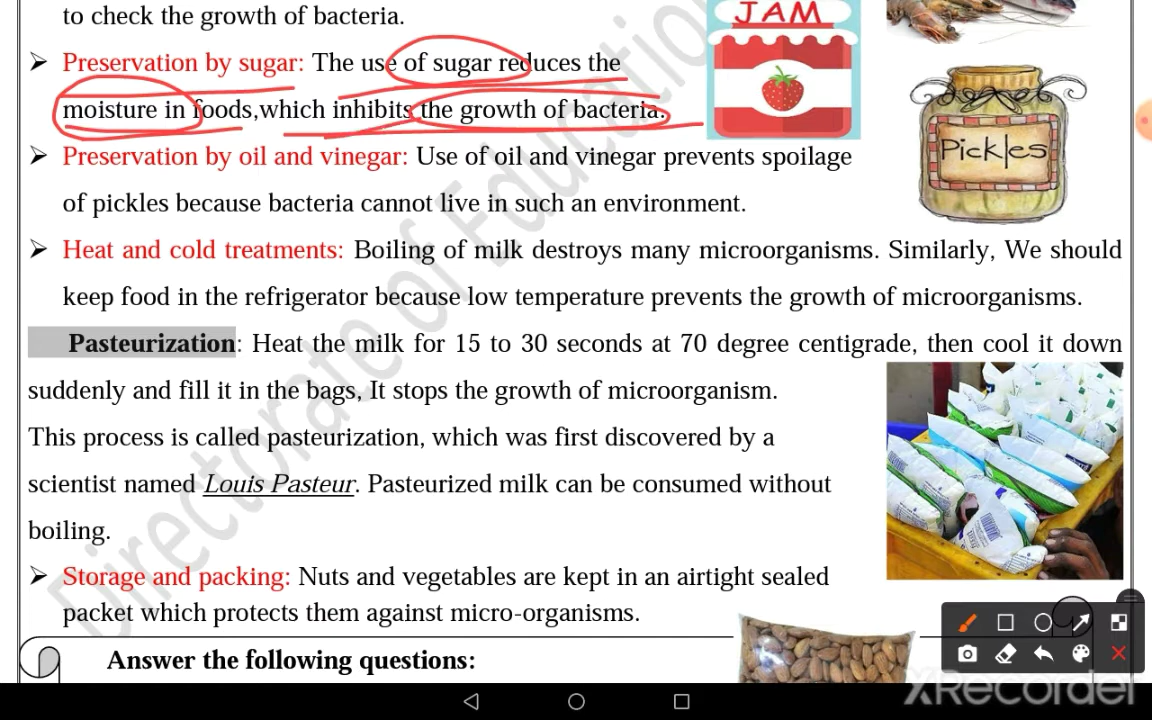 to check the growth of bacteria.
JAM
➢ Preservation by sugar: The use of sugar reduces the
moisture in foods,which inhibits the growth of bacteria.
Pickles
➢ Preservation by oil and vinegar: Use of oil and vinegar prevents spoilage
of pickles because bacteria cannot live in such an environment.
➢ Heat and cold treatments: Boiling of milk destroys many microorganisms. Similarly, We should
keep food in the refrigerator because low temperature prevents the growth of microorganisms.
Pasteurization: Heat the milk for 15 to 30 seconds at 70 degree centigrade, then cool it down
suddenly and fill it in the bags, It stops the growth of microorganism.
This process is called pasteurization, which was first discovered by a
scientist named Louis Pasteur. Pasteurized milk can be consumed without
boiling.
➢ Storage and packing: Nuts and vegetables are kept in an airtight sealed
packet which protects them against micro-organisms.
Answer the following questions:
Directorate of Education
XRecorder